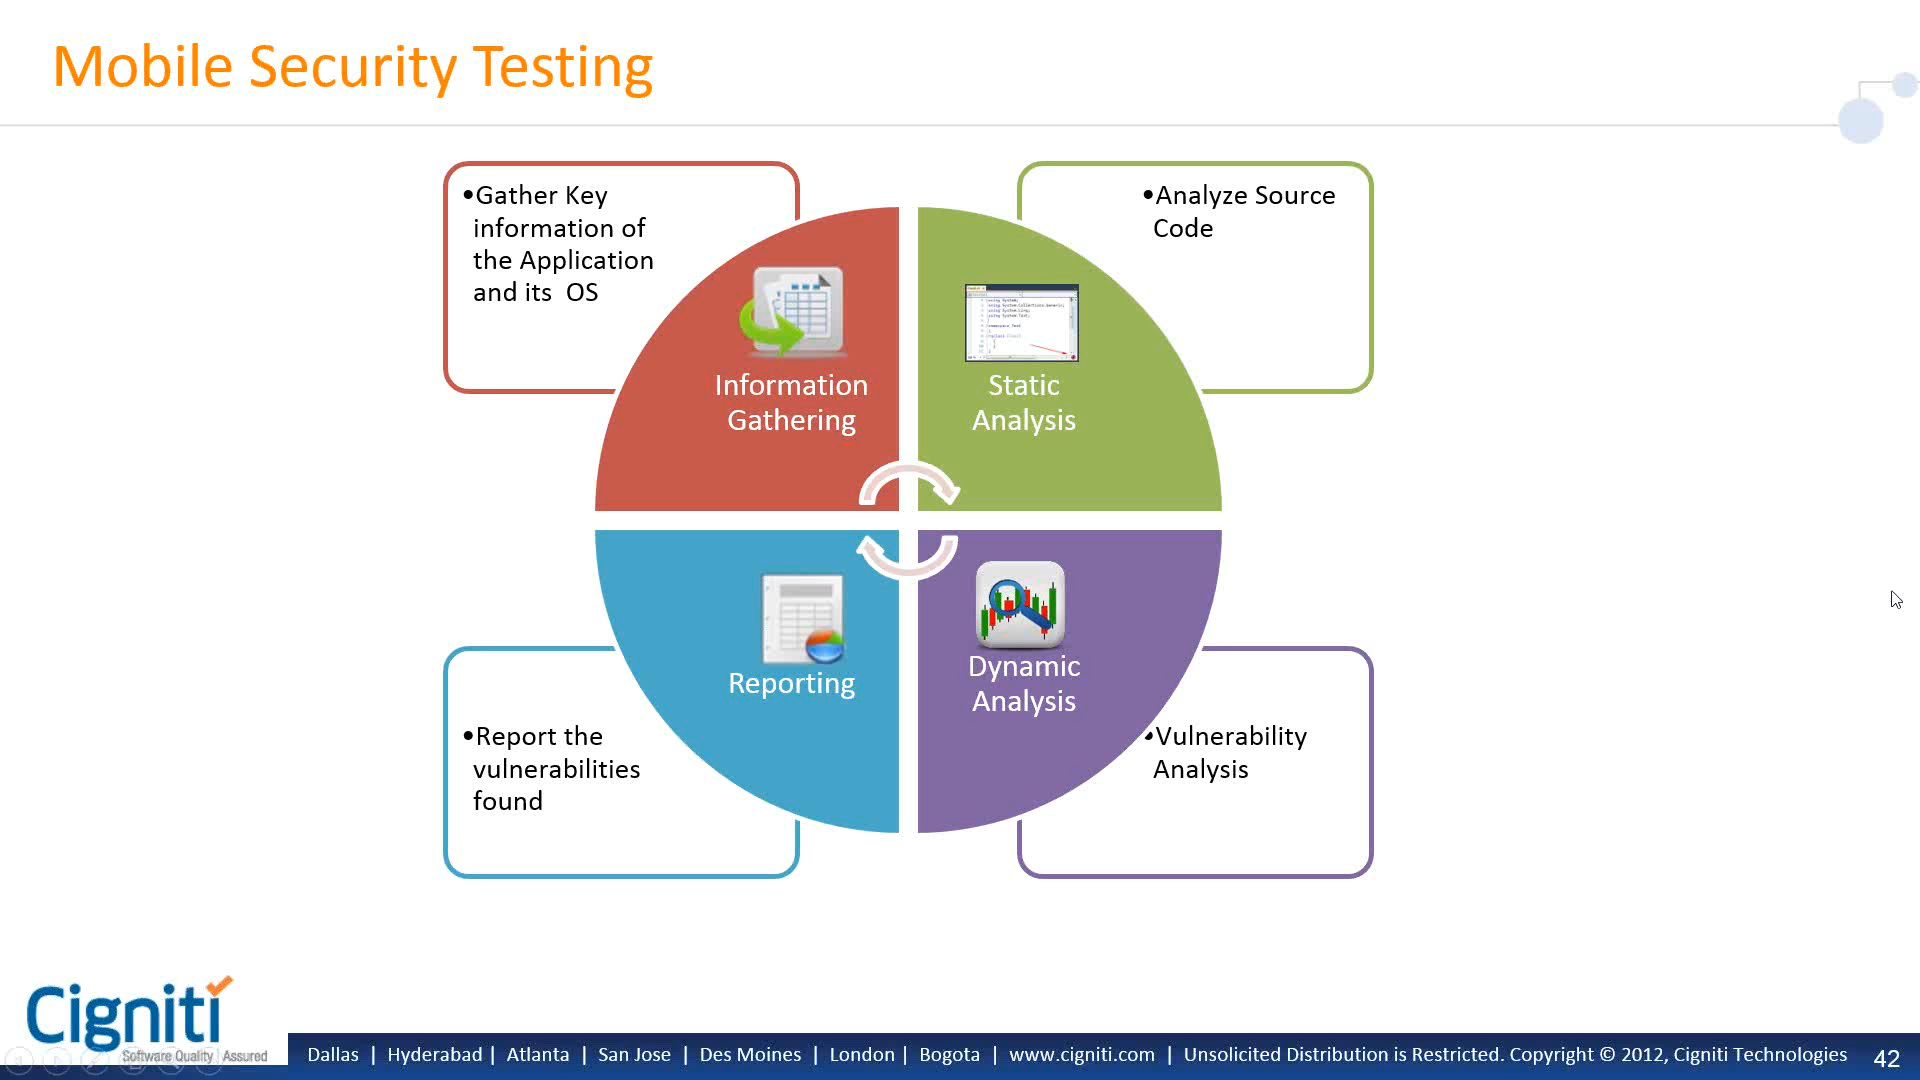 Mobile Security Testing
•Gather Key
information of
the Application
and its OS
•Analyze Source
Code
Information
Gathering
Static
Analysis
Reporting
Dynamic
Analysis
•Report the
vulnerabilities
found
•Vulnerability
Analysis
Cigniti
Software Quality Assured
Dallas | Hyderabad | Atlanta | San Jose | Des Moines | London | Bogota | www.cigniti.com | Unsolicited Distribution is Restricted. Copyright © 2012, Cigniti Technologies
42